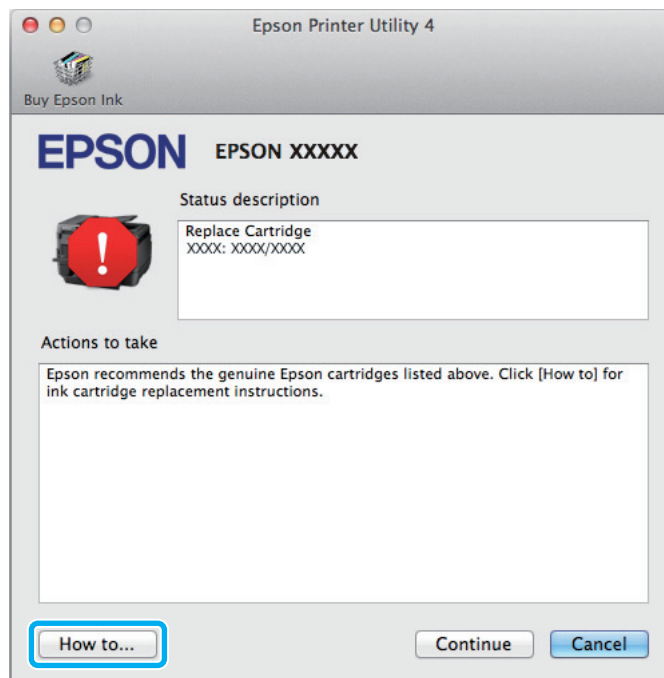 Epson Printer Utility 4
Buy Epson Ink
EPSON EPSON XXXXX
Status description
Replace Cartridge
XXXX: XXXX/XXXX
!
Actions to take
Epson recommends the genuine Epson cartridges listed above. Click [How to] for
ink cartridge replacement instructions.
How to... Continue Cancel